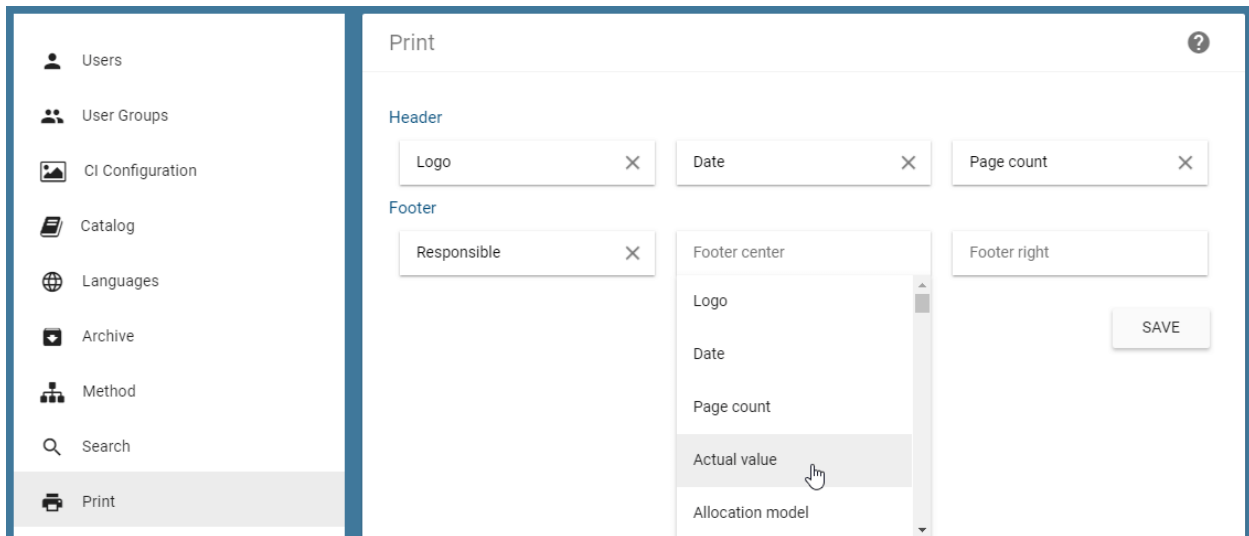 Users
User Groups
CI Configuration
Catalog
Languages
Archive
Method
Search
Print
Print
Header
Logo Date Page count
Footer
Responsible Footer center Footer right
Logo
Date
Page count
Actual value
Allocation model
SAVE